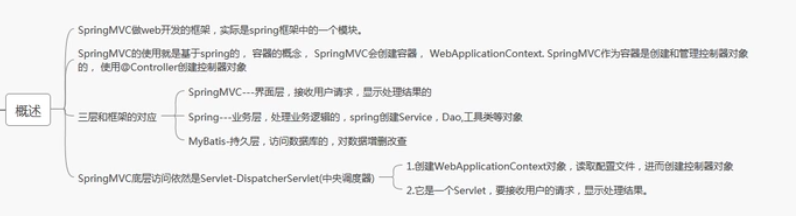 概述
SpringMVC做web开发的框架，实际是spring框架中的一个模块。
SpringMVC的使用就是基于spring的， 容器的概念， SpringMVC会创建容器， WebApplicationContext. SpringMVC作为容器是创建和管理控制器对象
的， 使用@Controller创建控制器对象
三层和框架的对应
SpringMVC---界面层，接收用户请求，显示处理结果的
Spring---业务层，处理业务逻辑的，spring创建Service，Dao,工具类等对象
MyBatis-持久层，访问数据库的，对数据增删改查
SpringMVC底层访问依然是Servlet-DispatcherServlet(中央调度器)
1.创建WebApplicationContext对象，读取配置文件，进而创建控制器对象
2.它是一个Servlet，要接收用户的请求，显示处理结果。